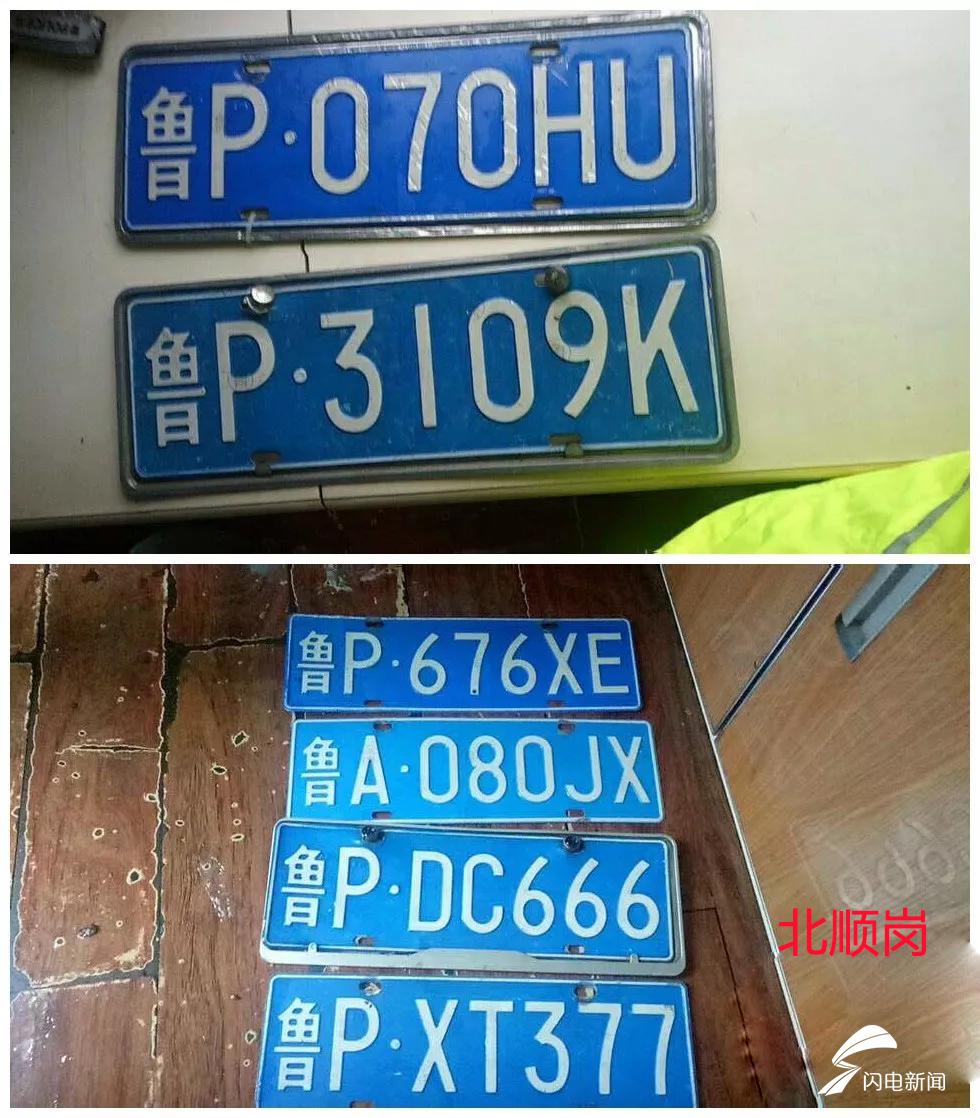 鲁P·070HU
鲁P·3109K
鲁P·676XE
鲁A·080JX
鲁P·DC666
鲁P·XT377
北顺岗
闪电新闻